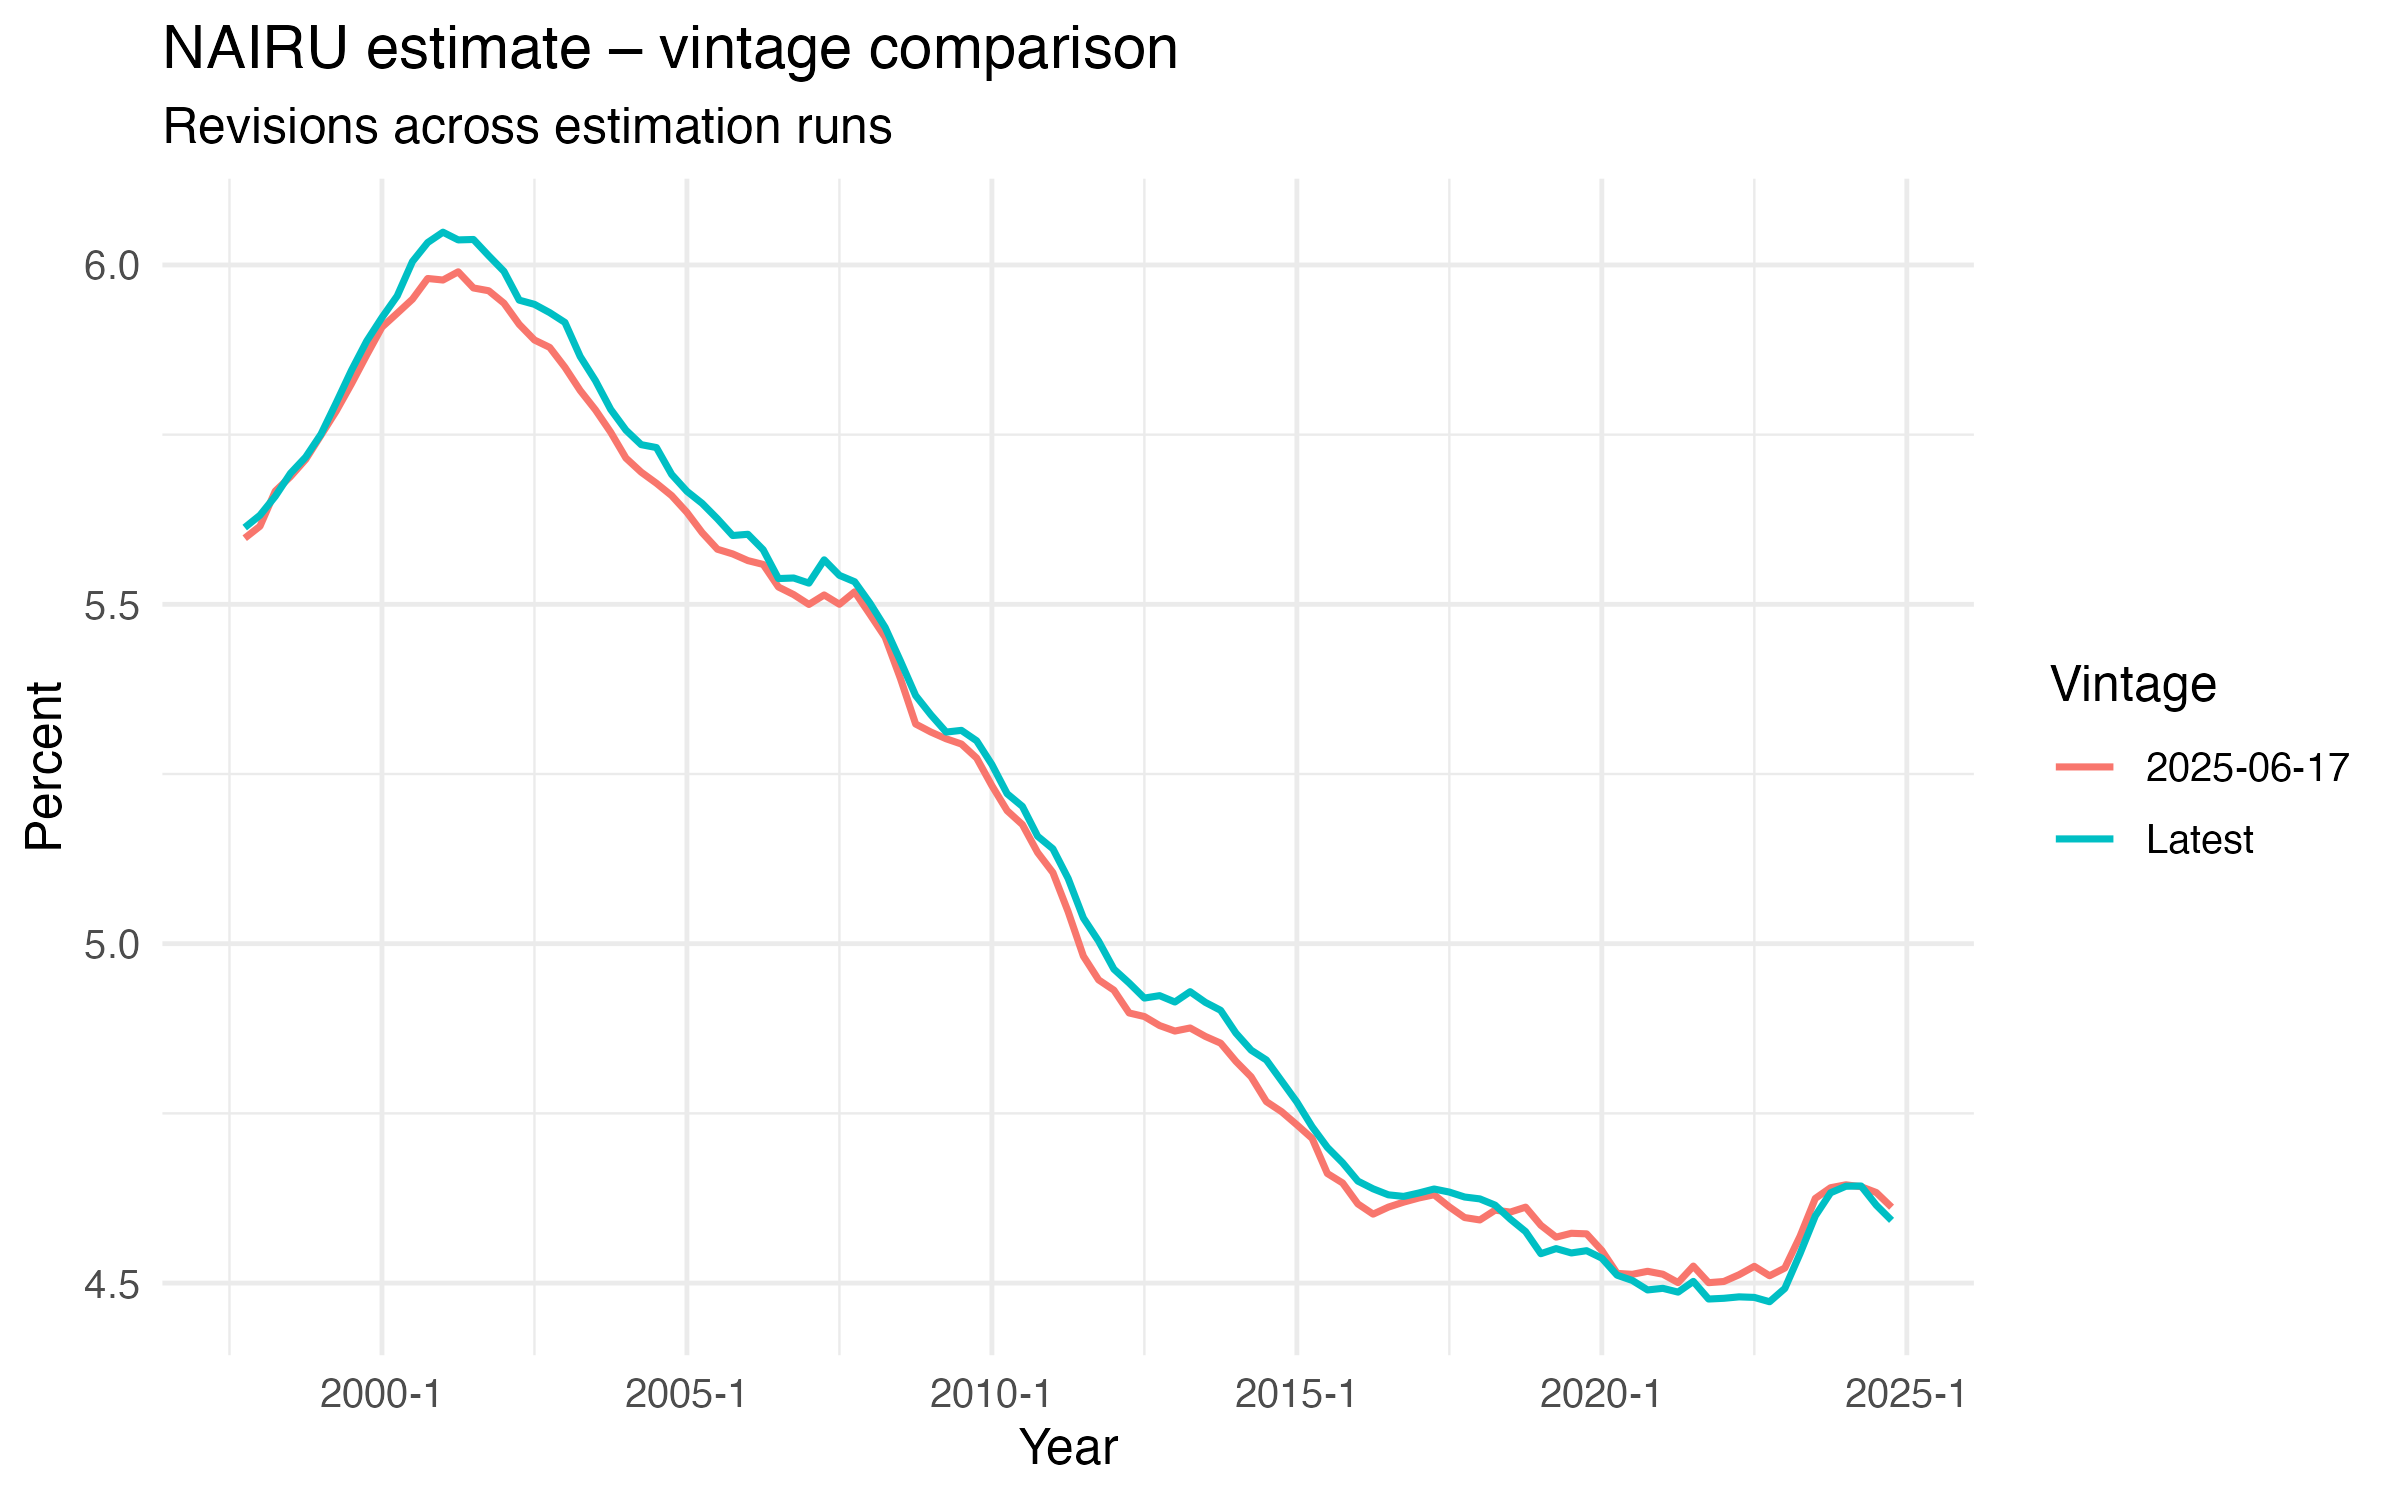 NAIRU estimate – vintage comparison
Revisions across estimation runs
Percent
6.0
5.5
5.0
4.5
2000-1
2005-1
2010-1
2015-1
2020-1
2025-1
Year
Vintage
2025-06-17
Latest